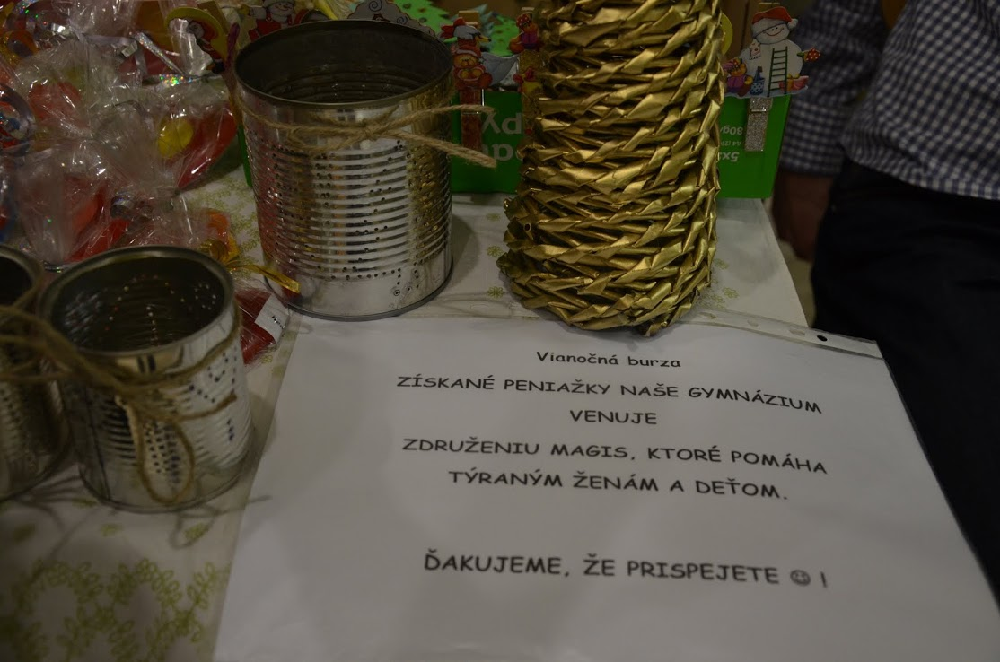 Vianočná burza
ZÍSKANÉ PENIAŽKY NAŠE GYMNÁZIUM
VENUJE
ZDRUŽENIU MAGIS, KTORÉ POMÁHA
TÝRANÝM ŽENÁM A DEŤOM.
ĎAKUJEME, ŽE PRISPEJETE ☺ !